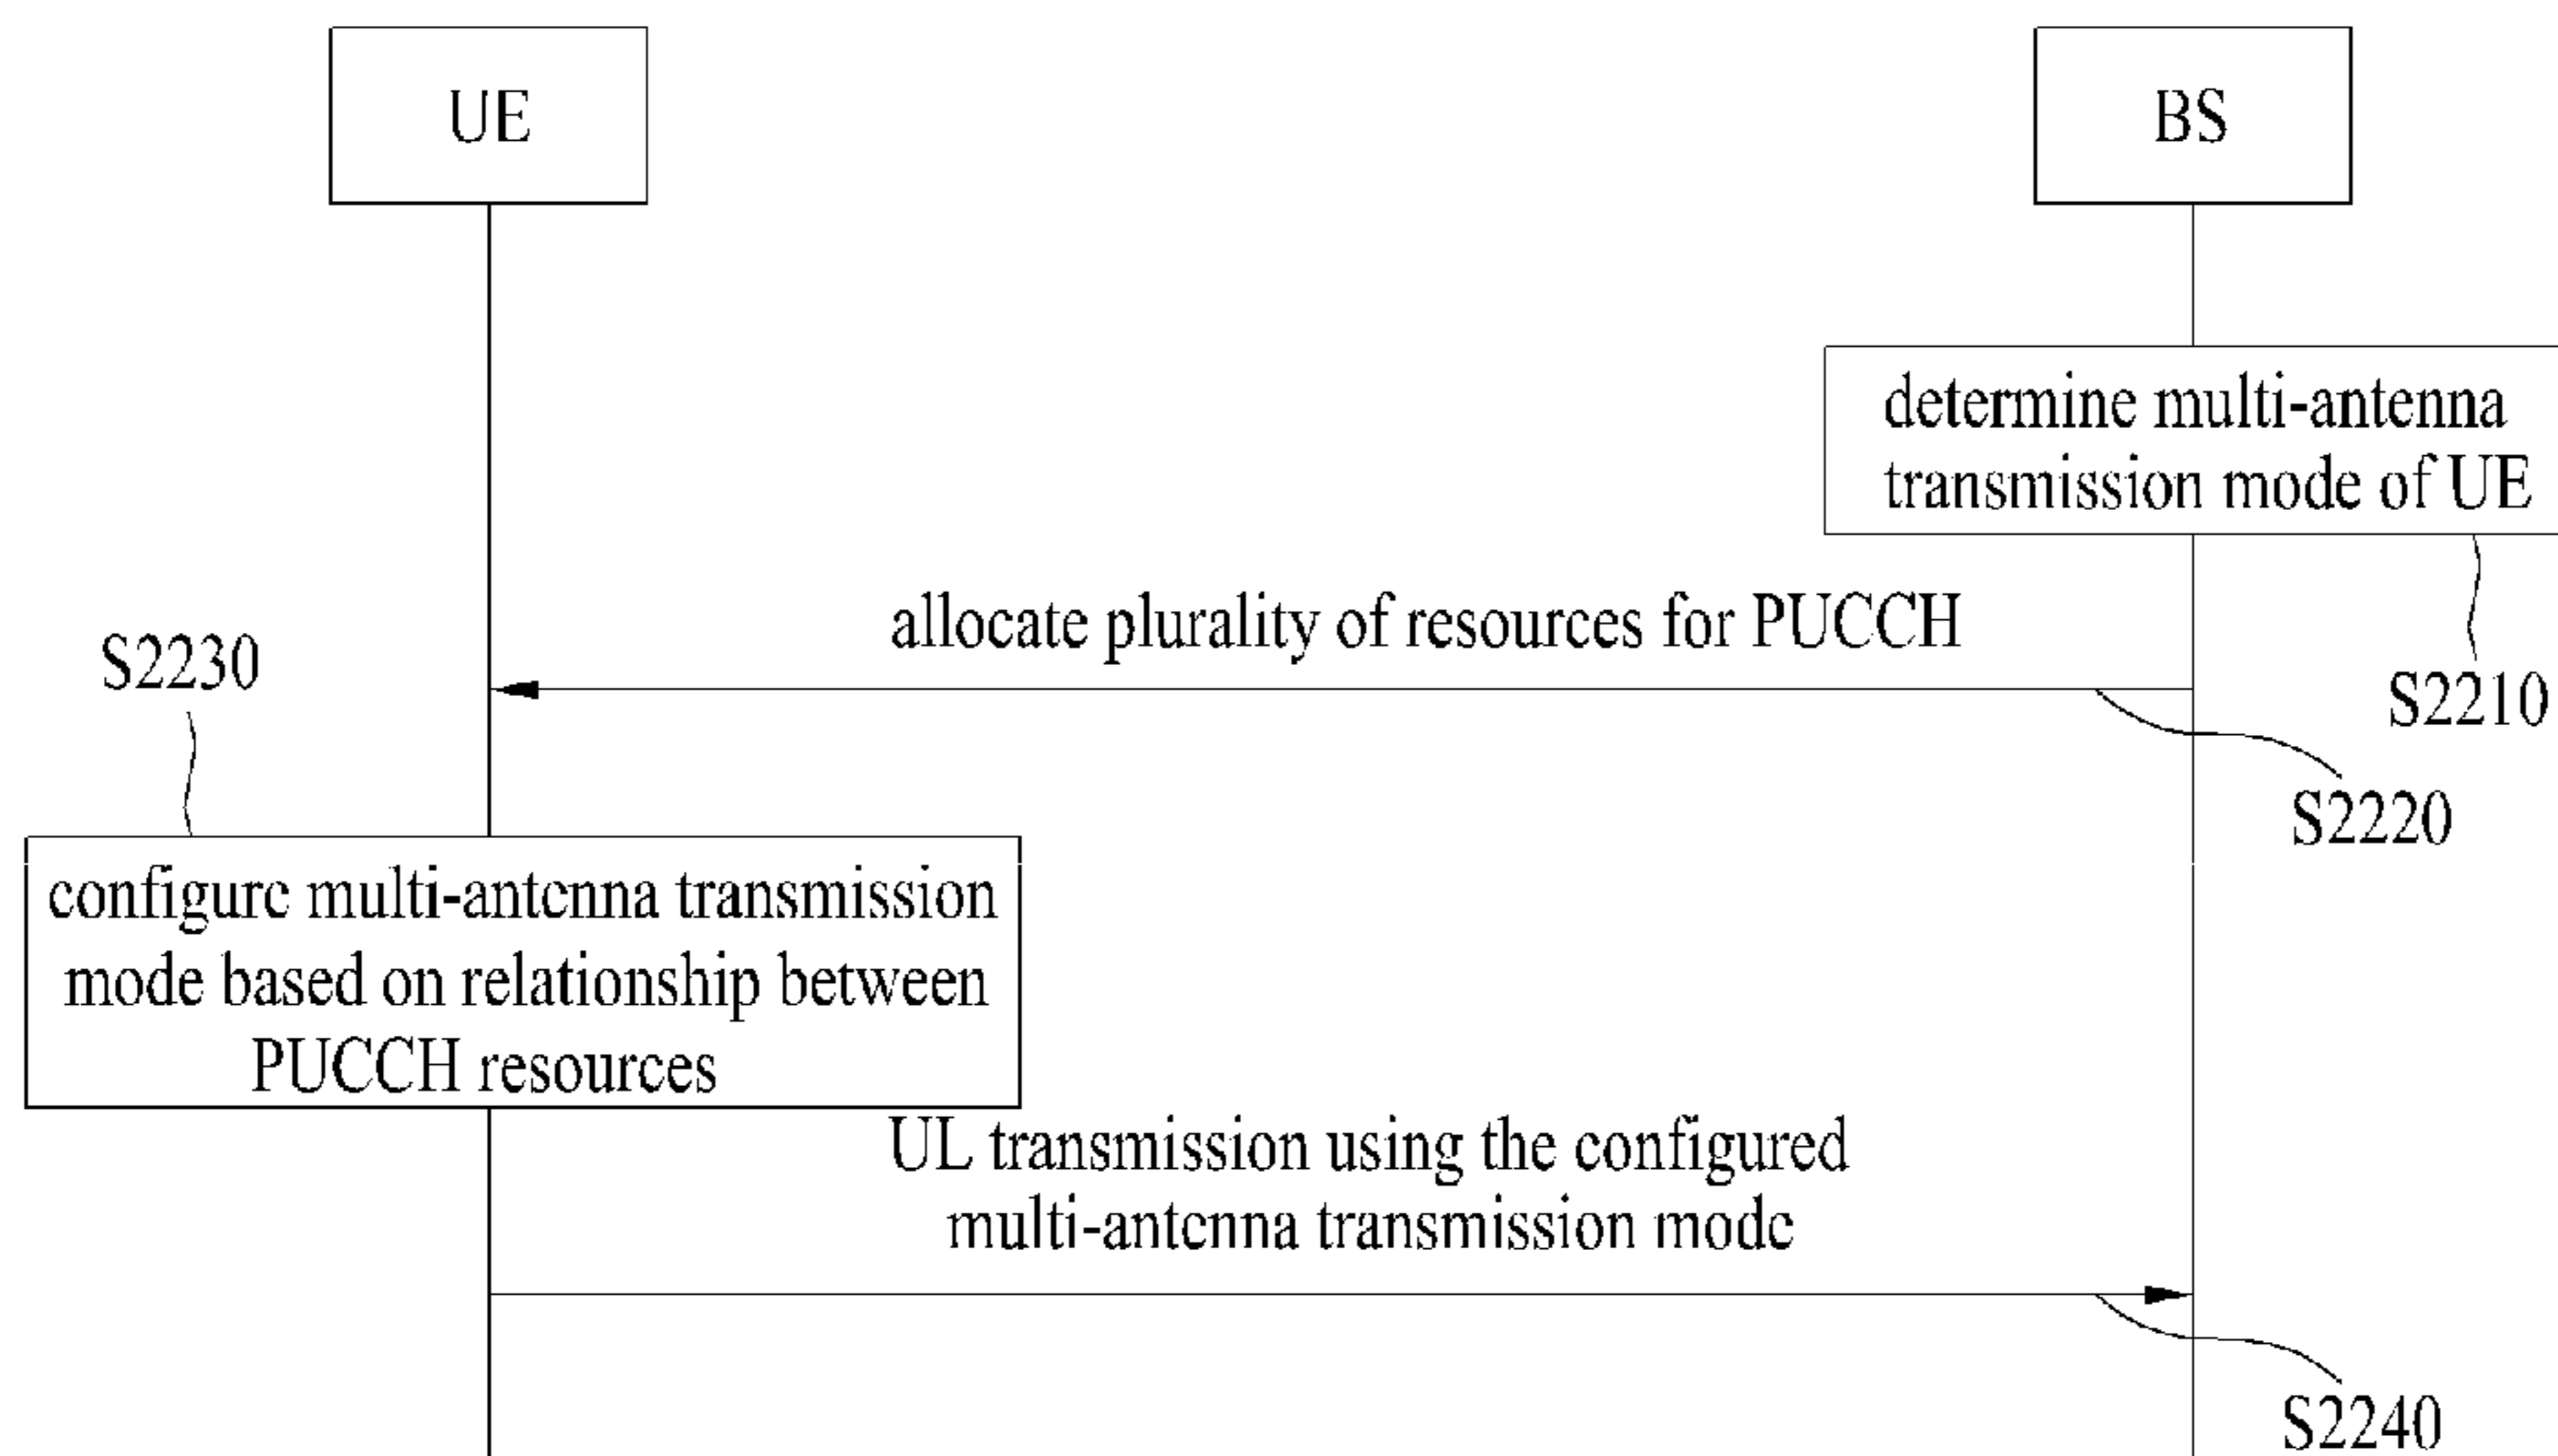 UE
BS
determine multi-antenna
transmission mode of UE
S2210
allocate plurality of resources for PUCCH
S2220
S2230
configure multi-antenna transmission
mode based on relationship between
PUCCH resources
UL transmission using the configured
multi-antenna transmission mode
S2240